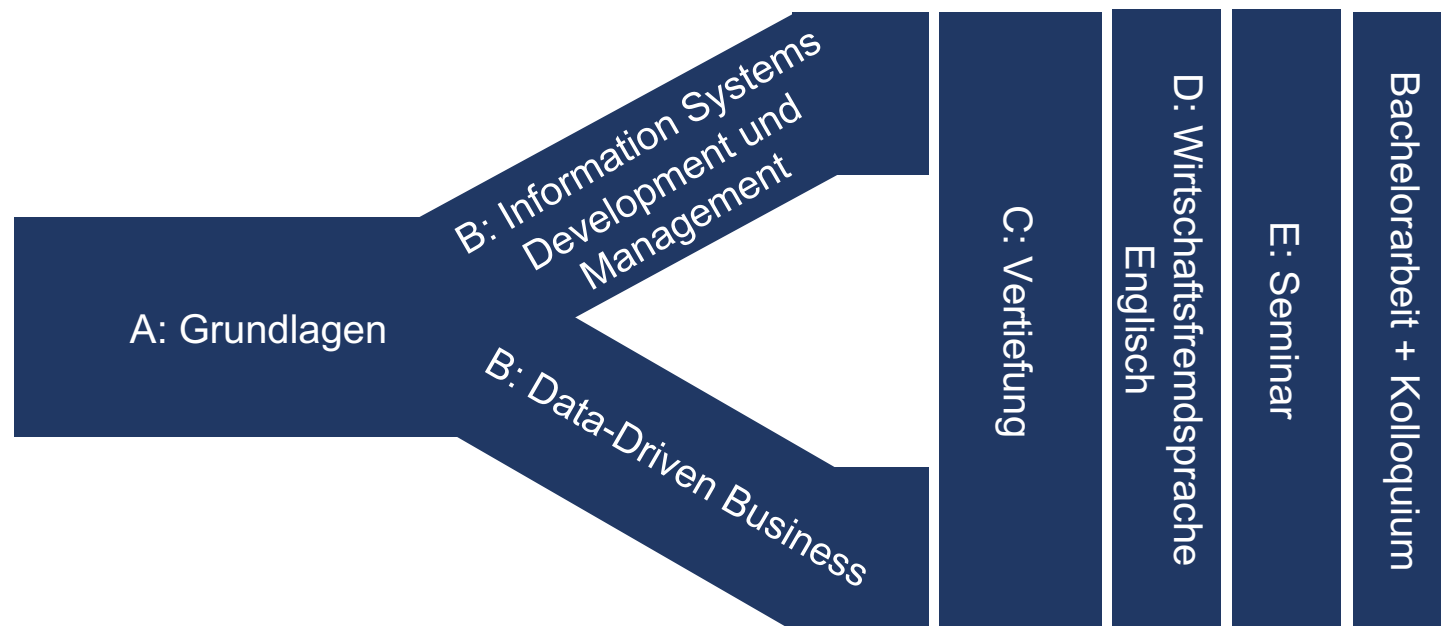 A: Grundlagen
B: Information Systems
Development und
Management
B: Data-Driven Business
C: Vertiefung
D: Wirtschaftsfremdsprache
Englisch
E: Seminar
Bachelorarbeit + Kolloquium